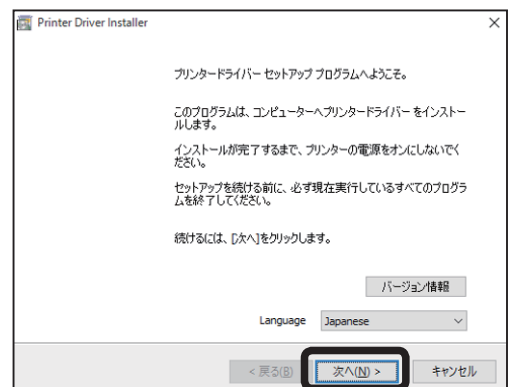 Printer Driver Installer
プリンタードライバー セットアップ プログラムへようこそ。
このプログラムは、コンピューターへプリンタードライバー をインストー
ルします。
インストールが完了するまで、プリンターの電源をオンにしないでく
ださい。
セットアップを続ける前に、必ず現在実行しているすべてのプログラ
ムを終了してください。
続けるには、[次へ]をクリックします。
バージョン情報
Language Japanese
< 戻る(B) 次へ(N) > キャンセル